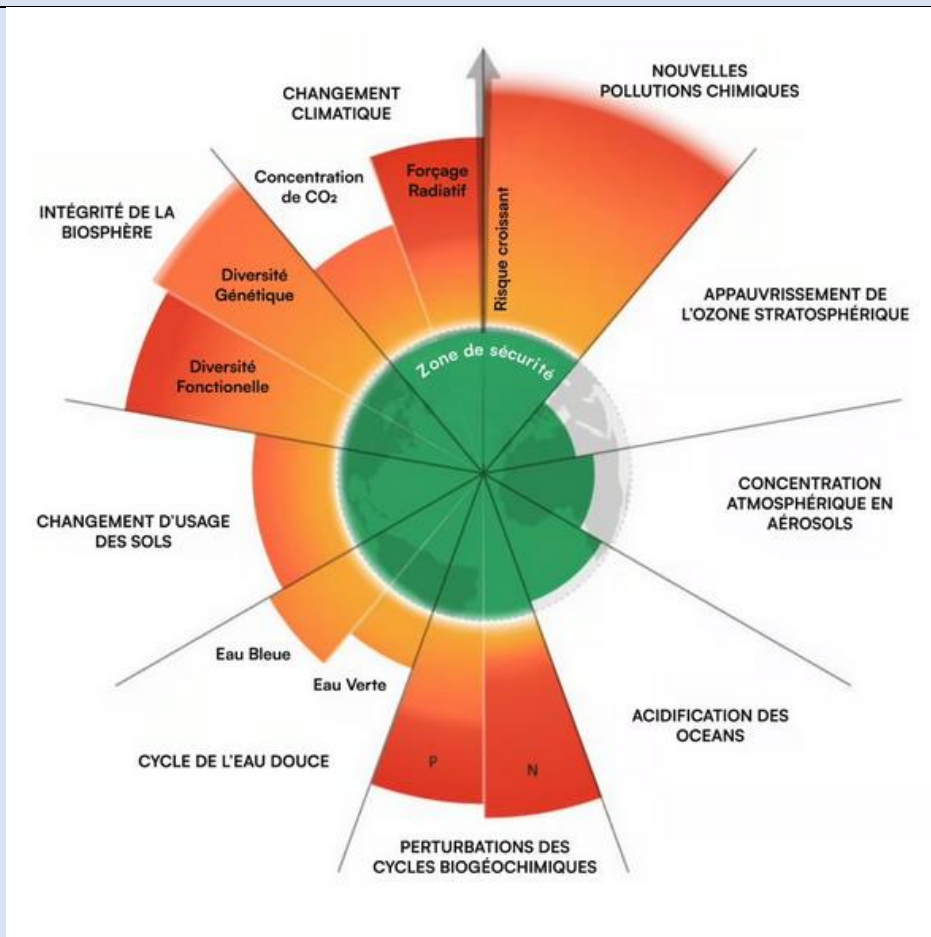 NOUVELLES
POLLUTIONS CHIMIQUES
CHANGEMENT
CLIMATIQUE
Concentration
de CO₂
Forçage
Radiatif
Risque croissant
INTÉGRITÉ DE LA
BIOSPHÈRE
Diversité
Génétique
Diversité
Fonctionelle
APPAUVRISSEMENT DE
L'OZONE STRATOSPHÉRIQUE
Zone de sécurité
CONCENTRATION
ATMOSPHÉRIQUE EN
AÉROSOLS
CHANGEMENT D'USAGE
DES SOLS
Eau Bleue
Eau Verte
ACIDIFICATION DES
OCEANS
CYCLE DE L'EAU DOUCE
P
N
PERTURBATIONS DES
CYCLES BIOGÉOCHIMIQUES